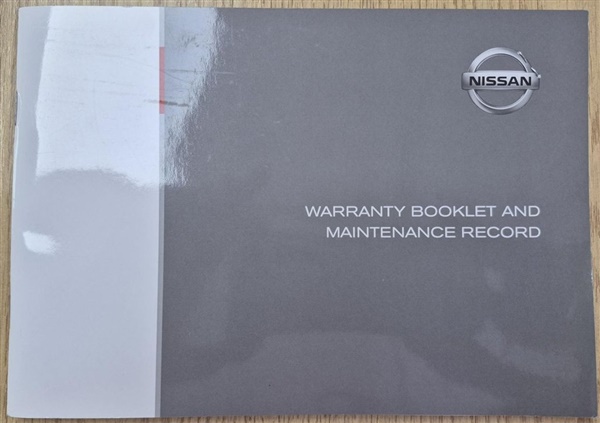 NISSAN
WARRANTY BOOKLET AND
MAINTENANCE RECORD